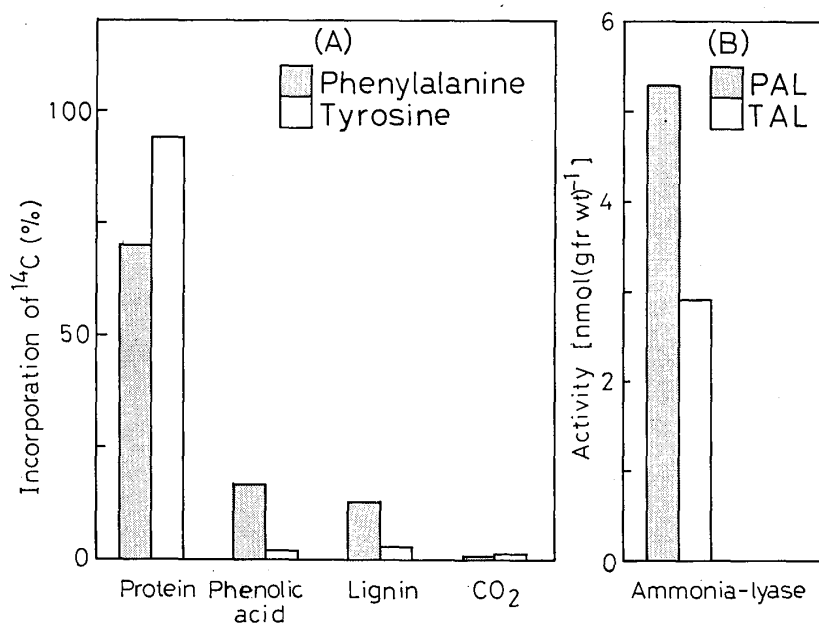 (A)
Phenylalanine
Tyrosine
100
50
0
Incorporation of ¹⁴C (%)
Protein
Phenolic
acid
Lignin
CO₂
(B)
PAL
TAL
6
4
2
0
Activity [nmol(gfr wt)⁻¹]
Ammonia-lyase